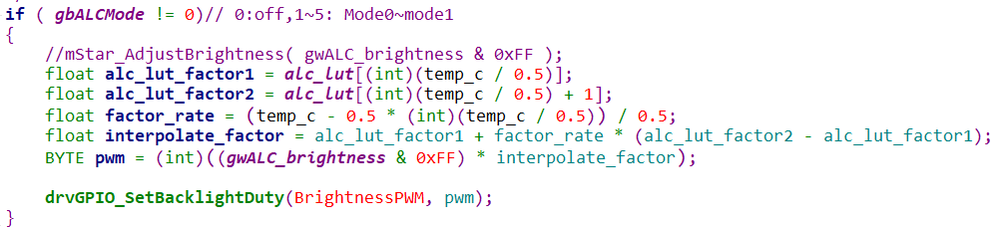 if ( gbALCMode != 0)// 0:off,1~5: Mode0~mode1
{
//mStar_AdjustBrightness( gwALC_brightness & 0xFF );
float alc_lut_factor1 = alc_lut[(int)(temp_c / 0.5)];
float alc_lut_factor2 = alc_lut[(int)(temp_c / 0.5) + 1];
float factor_rate = (temp_c - 0.5 * (int)(temp_c / 0.5)) / 0.5;
float interpolate_factor = alc_lut_factor1 + factor_rate * (alc_lut_factor2 - alc_lut_factor1);
BYTE pwm = (int)((gwALC_brightness & 0xFF) * interpolate_factor);
drvGPIO_SetBacklightDuty(BrightnessPWM, pwm);
}